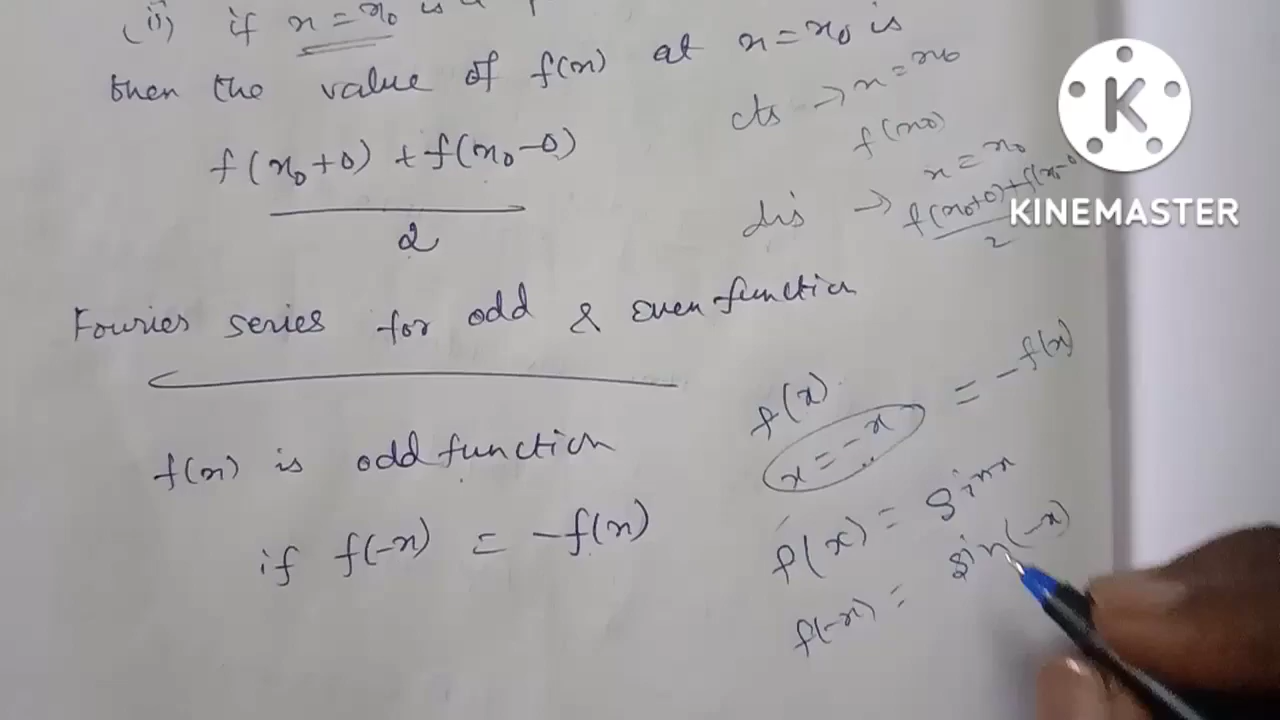 (ii) if x = x₀ is a
then the value of f(x) at x = x₀ is
f(x₀+0) + f(x₀-0)
2
cts → x = x₀
f(x₀)
x = x₀
dis → f(x₀+0)+f(x₀-0
2
K
KINEMASTER
Fourier series for odd & even function
f(x) is odd function
if f(-x) = -f(x)
f(x)
x = -x = -f(x)
f(x) = sinx
f(-x) = sin(-x)